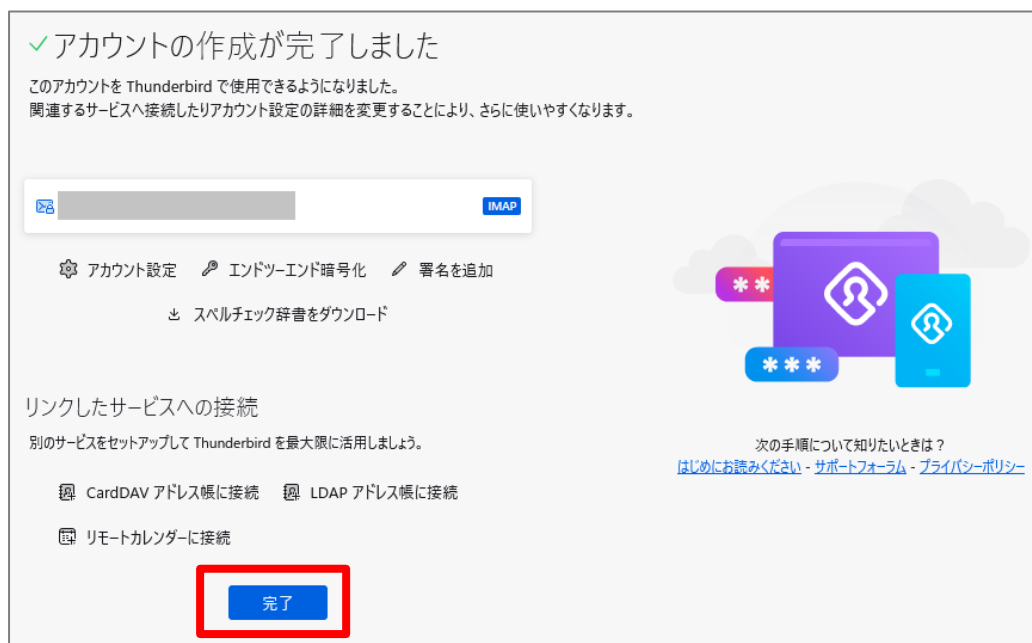 アカウントの作成が完了しました
このアカウントを Thunderbird で使用できるようになりました。
関連するサービスへ接続したりアカウント設定の詳細を変更することにより、さらに使いやすくなります。
IMAP
アカウント設定 エンドツーエンド暗号化 署名を追加
スペルチェック辞書をダウンロード
リンクしたサービスへの接続
別のサービスをセットアップして Thunderbird を最大限に活用しましょう。
CardDAV アドレス帳に接続 LDAP アドレス帳に接続
リモートカレンダーに接続
完了
** 
***
次の手順について知りたいときは?
はじめにお読みください - サポートフォーラム - プライバシーポリシー